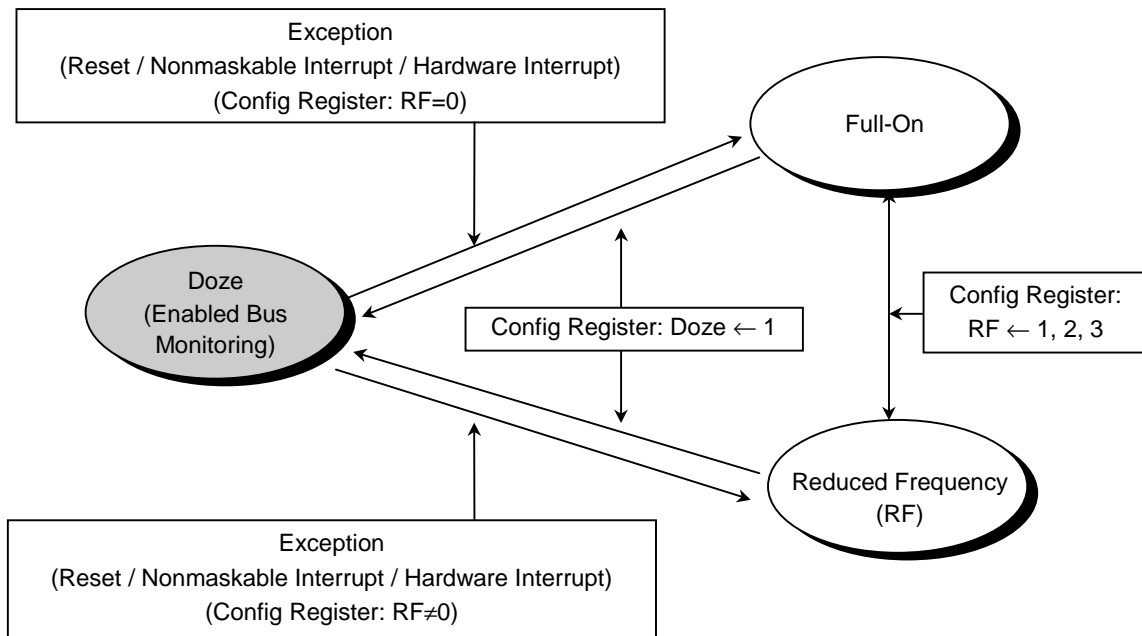 Exception
(Reset / Nonmaskable Interrupt / Hardware Interrupt)
(Config Register: RF=0)
Full-On
Doze
(Enabled Bus
Monitoring)
Config Register: Doze ← 1
Config Register:
RF ← 1, 2, 3
Reduced Frequency
(RF)
Exception
(Reset / Nonmaskable Interrupt / Hardware Interrupt)
(Config Register: RF≠0)